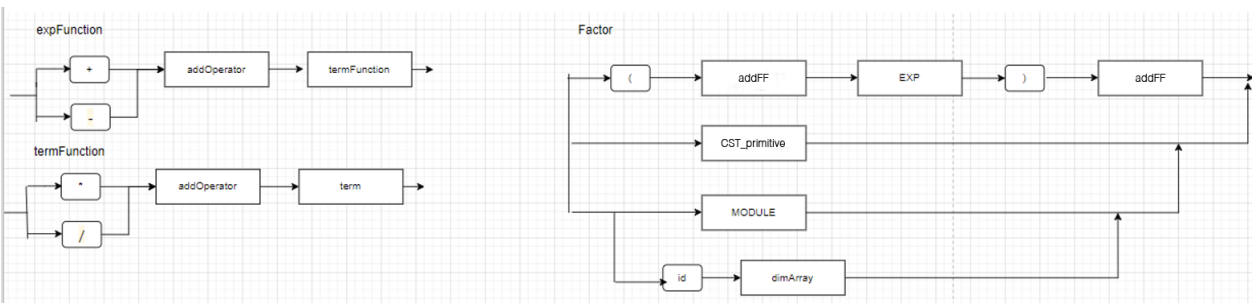 expFunction
+
addOperator
termFunction
-
termFunction
*
addOperator
term
/
Factor
(
addFF
EXP
)
addFF
CST_primitive
MODULE
id
dimArray